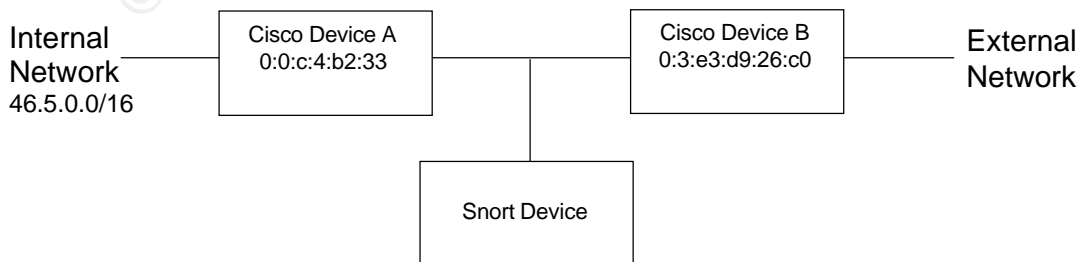 Internal
Network
46.5.0.0/16
Cisco Device A
0:0:c:4:b2:33
Cisco Device B
0:3:e3:d9:26:c0
External
Network
Snort Device